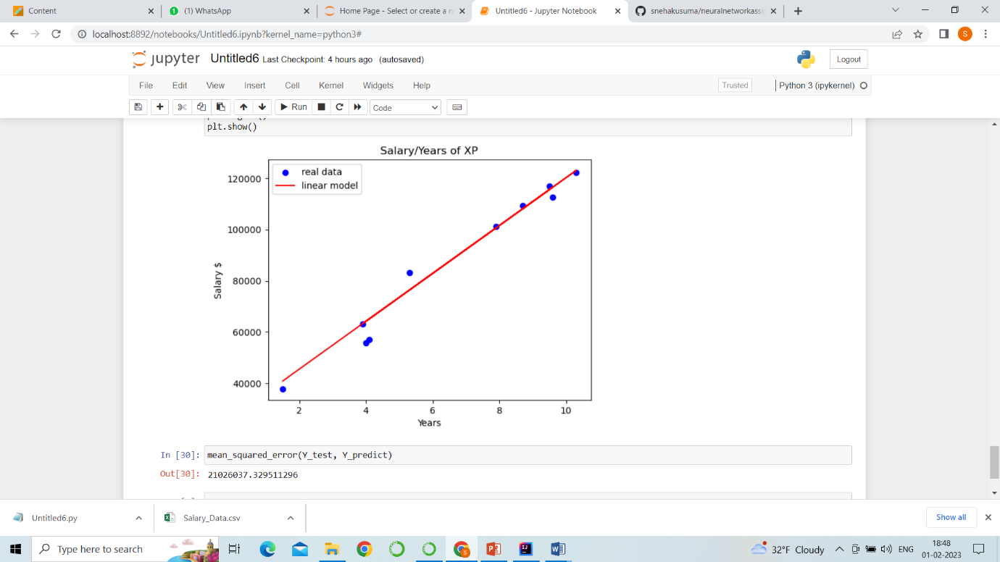 Content
(1) WhatsApp
Home Page - Select or create a n
Untitled6 - Jupyter Notebook
snehakusuma/neuralnetworkassi
localhost:8892/notebooks/Untitled6.ipynb?kernel_name=python3#
S
jupyter Untitled6 Last Checkpoint: 4 hours ago (autosaved)
Logout
File Edit View Insert Cell Kernel Widgets Help
Trusted
Python 3 (ipykernel)
Run
Code
plt.show()
Salary/Years of XP
real data
linear model
120000
100000
80000
60000
40000
Salary $
2 4 6 8 10
Years
In [30]: mean_squared_error(Y_test, Y_predict)
Out[30]: 21026037.329511296
Untitled6.py
Salary_Data.csv
Show all
Type here to search
32°F Cloudy
ENG
18:48
01-02-2023